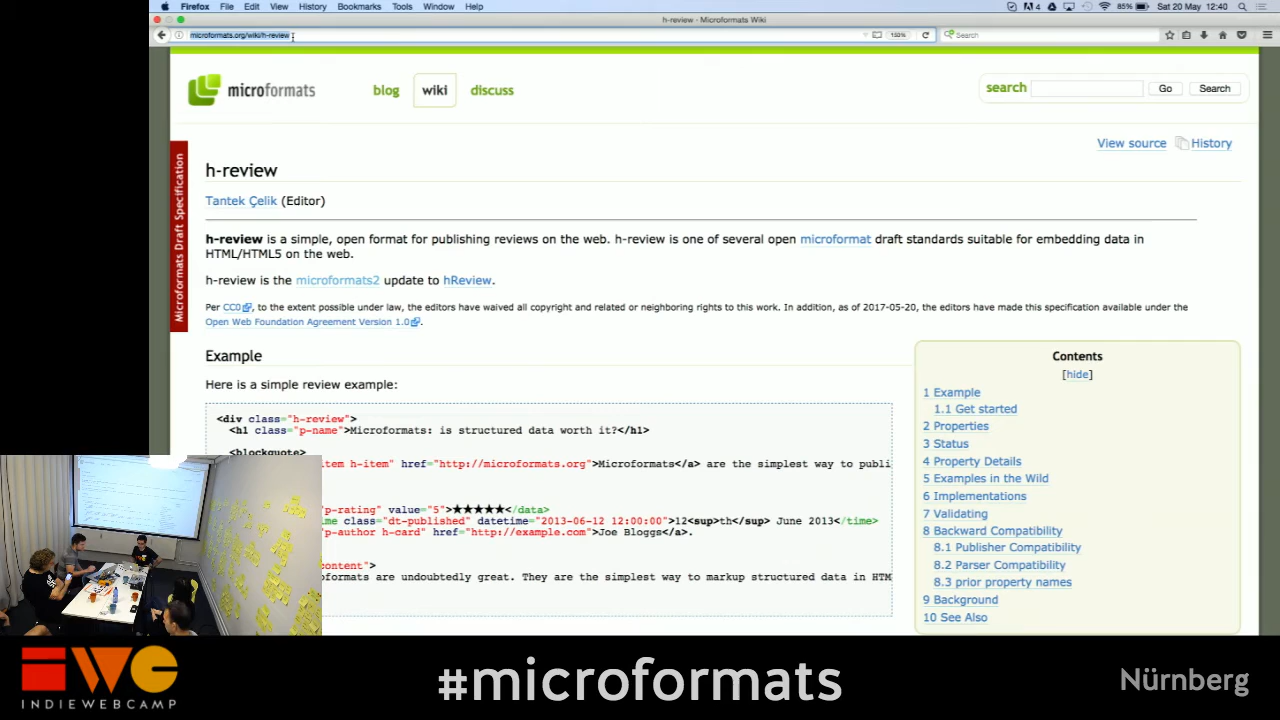 Firefox File Edit View History Bookmarks Tools Window Help
4 85% Sat 20 May 12:40
h-review - Microformats Wiki
microformats.org/wiki/h-review
133%
Search
microformats
blog wiki discuss
search Go Search
View source History
Microformats Draft Specification
h-review
Tantek Çelik (Editor)
h-review is a simple, open format for publishing reviews on the web. h-review is one of several open microformat draft standards suitable for embedding data in
HTML/HTML5 on the web.
h-review is the microformats2 update to hReview.
Per CC0, to the extent possible under law, the editors have waived all copyright and related or neighboring rights to this work. In addition, as of 2017-05-20, the editors have made this specification available under the
Open Web Foundation Agreement Version 1.0.
Example
Here is a simple review example:
<div class="h-review">
<h1 class="p-name">Microformats: is structured data worth it?</h1>
<blockquote>
item h-item" href="http://microformats.org">Microformats</a> are the simplest way to publi
"p-rating" value="5">★★★★★</data>
ime class="dt-published" datetime="2013-06-12 12:00:00">12<sup>th</sup> June 2013</time>
"p-author h-card" href="http://example.com">Joe Bloggs</a>.
content">
oformats are undoubtedly great. They are the simplest way to markup structured data in HTM
Contents
[hide]
1 Example
1.1 Get started
2 Properties
3 Status
4 Property Details
5 Examples in the Wild
6 Implementations
7 Validating
8 Backward Compatibility
8.1 Publisher Compatibility
8.2 Parser Compatibility
8.3 prior property names
9 Background
10 See Also
IWC
INDIEWEBCAMP
#microformats
Nürnberg